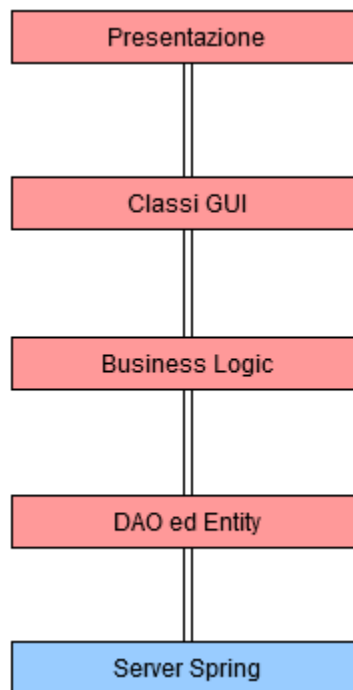 Presentazione
Classi GUI
Business Logic
DAO ed Entity
Server Spring